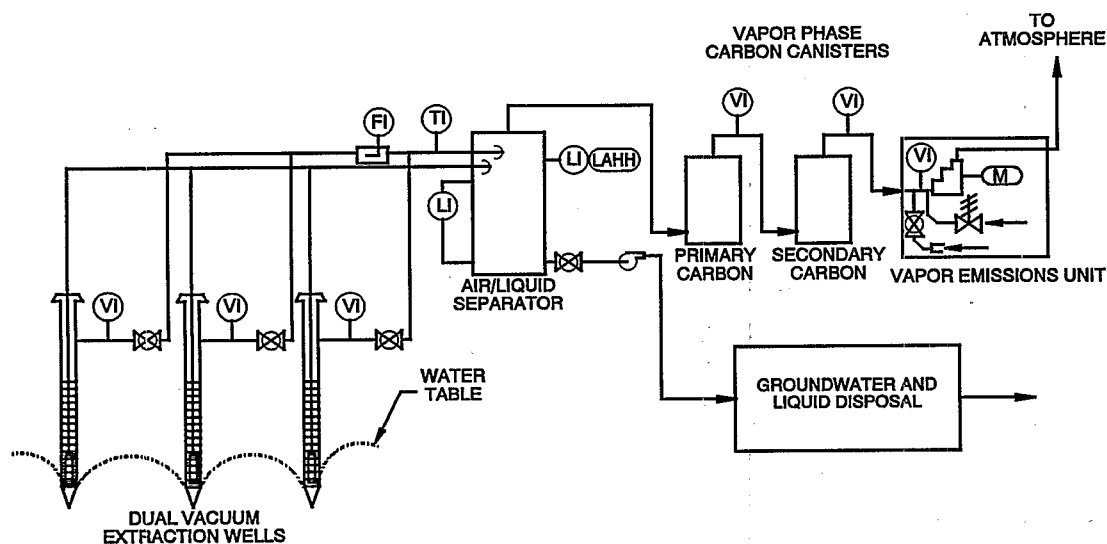 TO
ATMOSPHERE
VAPOR PHASE
CARBON CANISTERS
VI
VI
FI
TI
LI
LAHH
VI
M
LI
PRIMARY
CARBON
SECONDARY
CARBON
VAPOR EMISSIONS UNIT
AIR/LIQUID
SEPARATOR
VI
VI
VI
WATER
TABLE
GROUNDWATER AND
LIQUID DISPOSAL
DUAL VACUUM
EXTRACTION WELLS